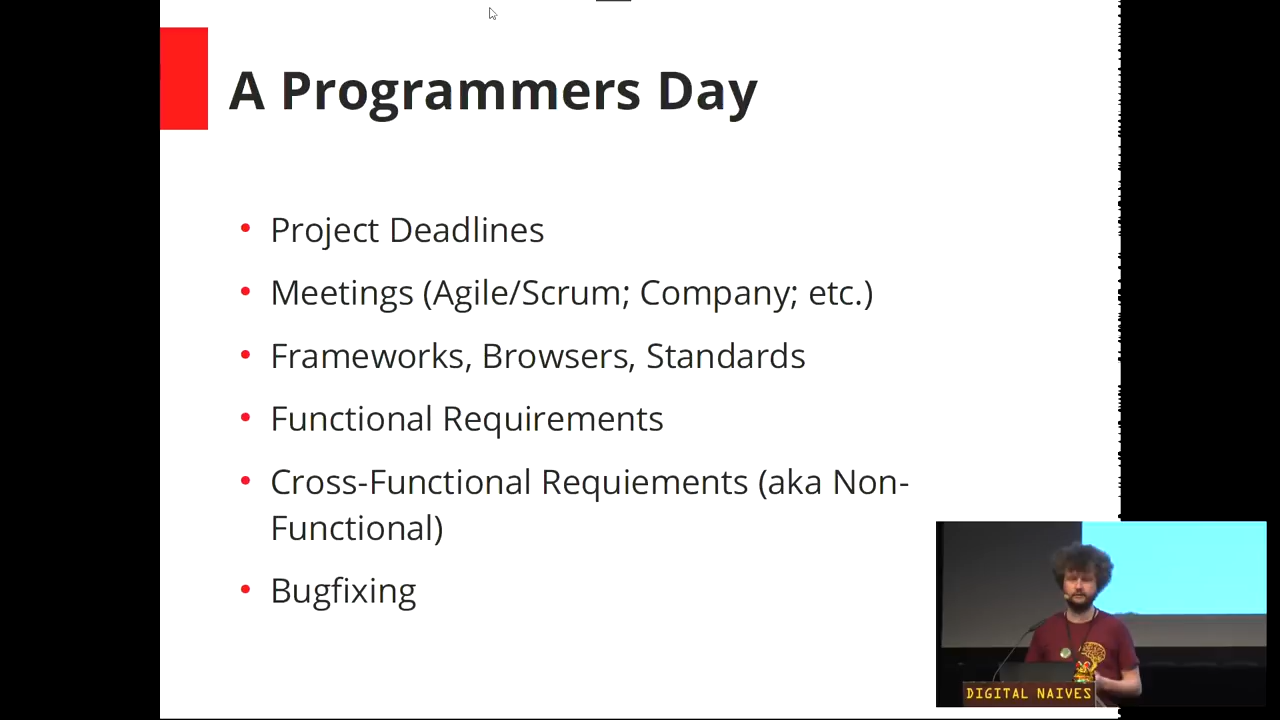 A Programmers Day
Project Deadlines
Meetings (Agile/Scrum; Company; etc.)
Frameworks, Browsers, Standards
Functional Requirements
Cross-Functional Requiements (aka Non-
Functional)
Bugfixing
DIGITAL NAIVES